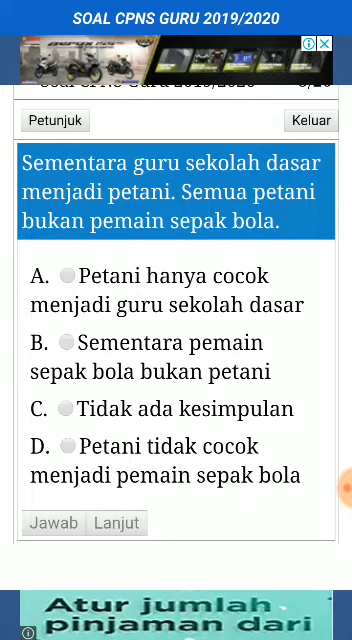 SOAL CPNS GURU 2019/2020
Petunjuk
Keluar
Sementara guru sekolah dasar
menjadi petani. Semua petani
bukan pemain sepak bola.
A. Petani hanya cocok
menjadi guru sekolah dasar
B. Sementara pemain
sepak bola bukan petani
C. Tidak ada kesimpulan
D. Petani tidak cocok
menjadi pemain sepak bola
Jawab
Lanjut
Atur jumlah
pinjaman dari